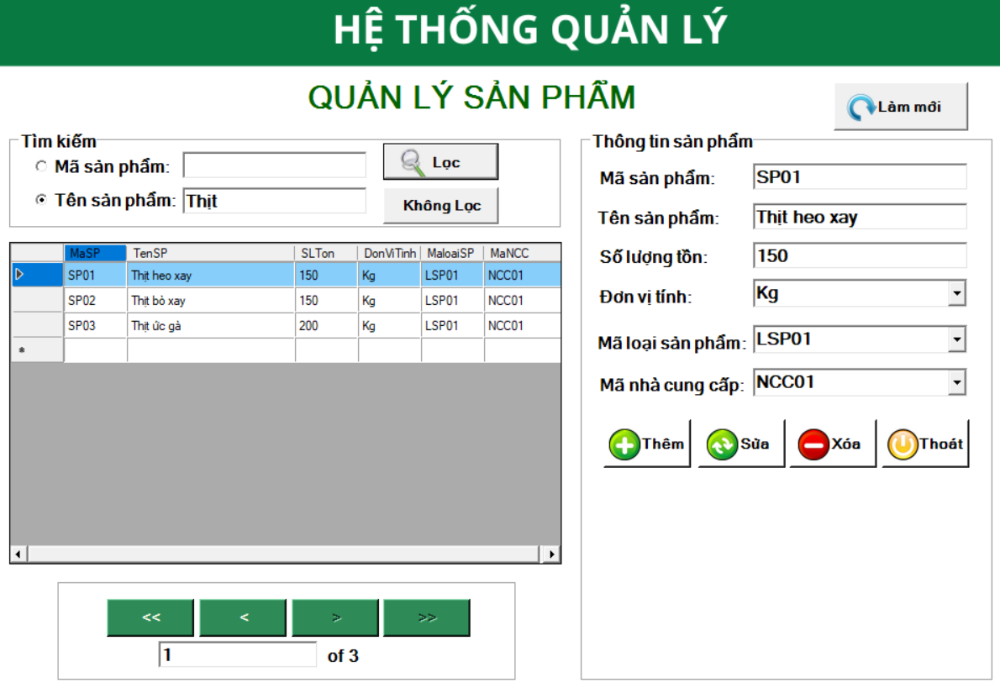 HỆ THỐNG QUẢN LÝ
QUẢN LÝ SẢN PHẨM
Làm mới
Tìm kiếm
Mã sản phẩm:
Lọc
Tên sản phẩm: Thịt
Không Lọc
MaSP TenSP SLTon DonViTinh MaloaiSP MaNCC
SP01 Thịt heo xay 150 Kg LSP01 NCC01
SP02 Thịt bò xay 150 Kg LSP01 NCC01
SP03 Thịt ức gà 200 Kg LSP01 NCC01
*
<< < > >>
1 of 3
Thông tin sản phẩm
Mã sản phẩm: SP01
Tên sản phẩm: Thịt heo xay
Số lượng tồn: 150
Đơn vị tính: Kg
Mã loại sản phẩm: LSP01
Mã nhà cung cấp: NCC01
Thêm Sửa Xóa Thoát